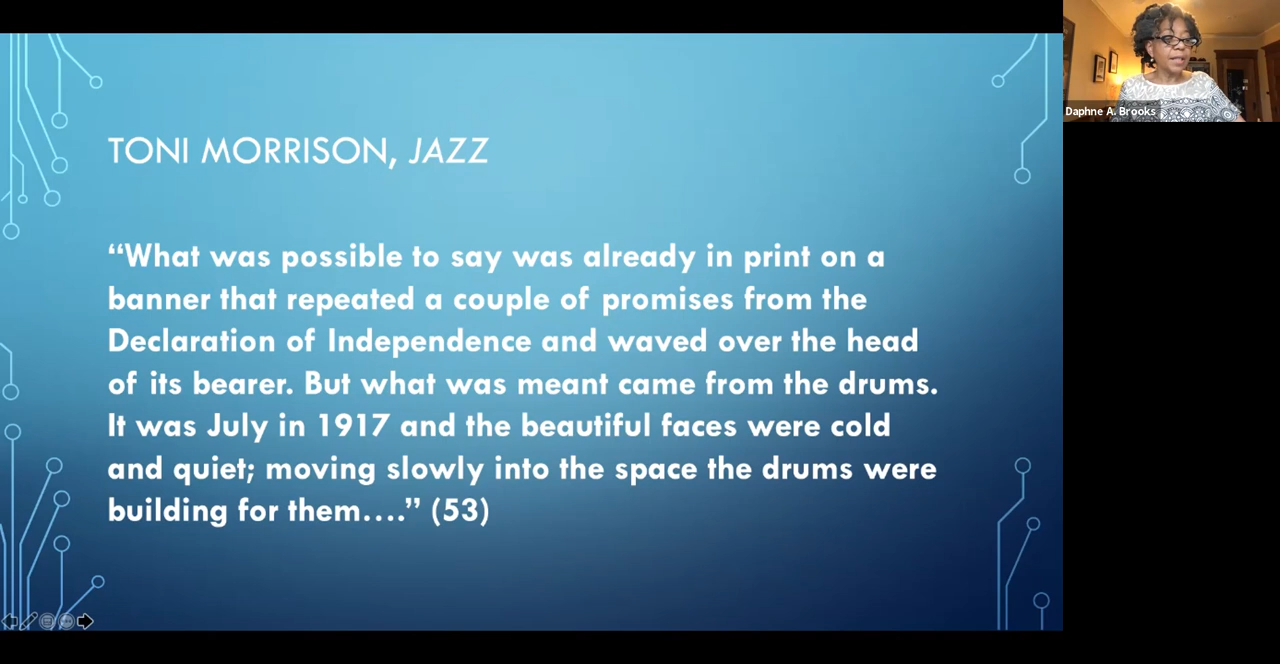 TONI MORRISON, JAZZ
“What was possible to say was already in print on a
banner that repeated a couple of promises from the
Declaration of Independence and waved over the head
of its bearer. But what was meant came from the drums.
It was July in 1917 and the beautiful faces were cold
and quiet; moving slowly into the space the drums were
building for them....” (53)
Daphne A. Brooks